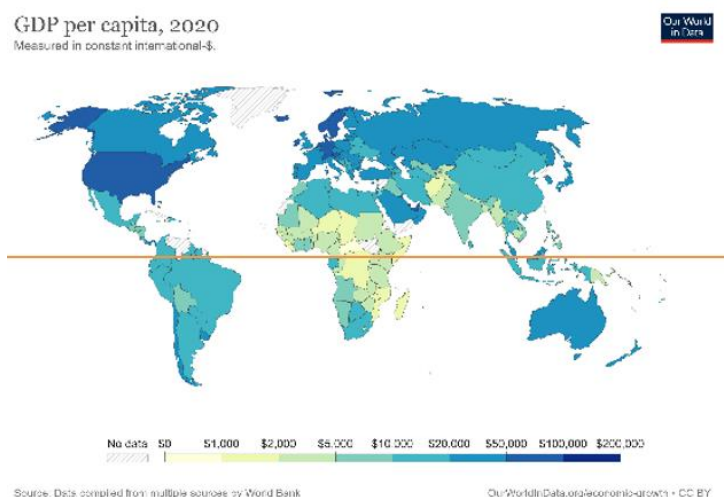 GDP per capita, 2020
Measured in constant international-$.
Our World
in Data
No data $0 $1,000 $2,000 $5,000 $10,000 $20,000 $50,000 $100,000 $200,000
Source: Data compiled from multiple sources by World Bank
OurWorldInData.org/economic-growth • CC BY